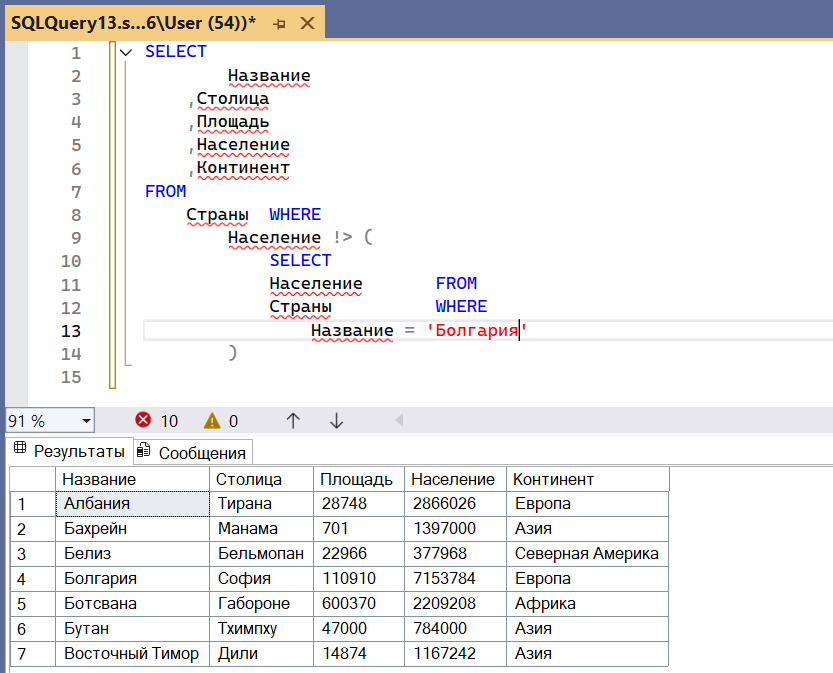 SQLQuery13.s...6\User (54))*
1 SELECT
2 Название
3 ,Столица
4 ,Площадь
5 ,Население
6 ,Континент
7 FROM
8 Страны WHERE
9 Население !> (
10 SELECT
11 Население FROM
12 Страны WHERE
13 Название = 'Болгария'
14 )
15
91 % 10 0
Результаты Сообщения
Название Столица Площадь Население Континент
1 Албания Тирана 28748 2866026 Европа
2 Бахрейн Манама 701 1397000 Азия
3 Белиз Бельмопан 22966 377968 Северная Америка
4 Болгария София 110910 7153784 Европа
5 Ботсвана Габороне 600370 2209208 Африка
6 Бутан Тхимпху 47000 784000 Азия
7 Восточный Тимор Дили 14874 1167242 Азия